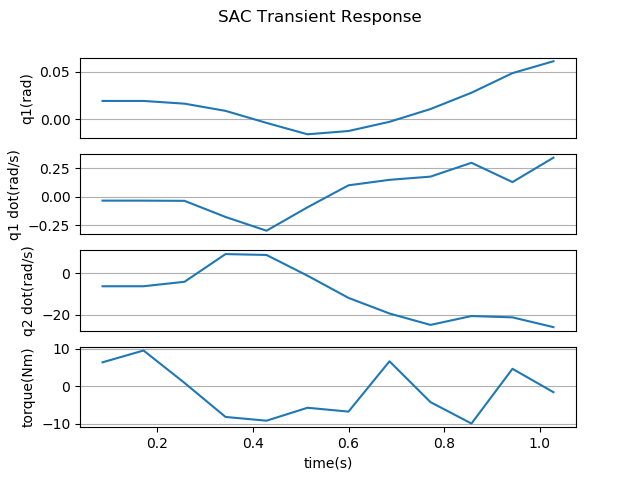 SAC Transient Response
0.05
0.00
q1(rad)
0.25
0.00
−0.25
q1 dot(rad/s)
0
−20
q2 dot(rad/s)
10
0
−10
torque(Nm)
0.2 0.4 0.6 0.8 1.0
time(s)